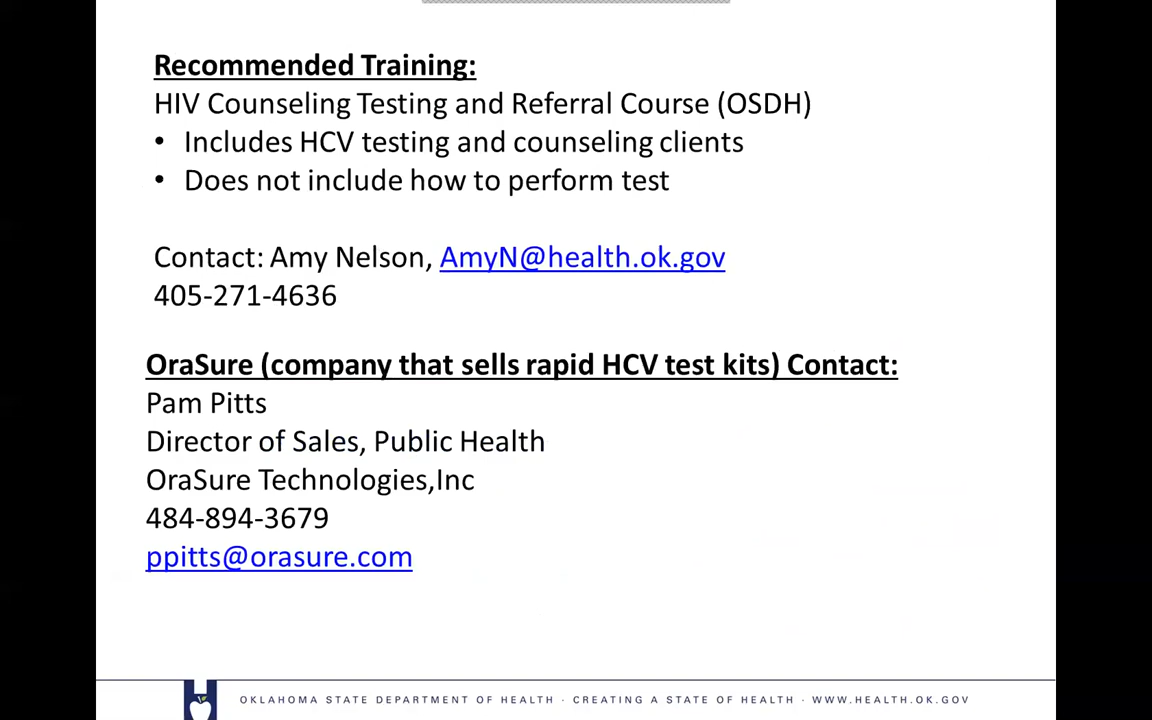 Recommended Training:
HIV Counseling Testing and Referral Course (OSDH)
• Includes HCV testing and counseling clients
• Does not include how to perform test
Contact: Amy Nelson, AmyN@health.ok.gov
405-271-4636
OraSure (company that sells rapid HCV test kits) Contact:
Pam Pitts
Director of Sales, Public Health
OraSure Technologies,Inc
484-894-3679
ppitts@orasure.com
OKLAHOMA STATE DEPARTMENT OF HEALTH · CREATING A STATE OF HEALTH · WWW.HEALTH.OK.GOV